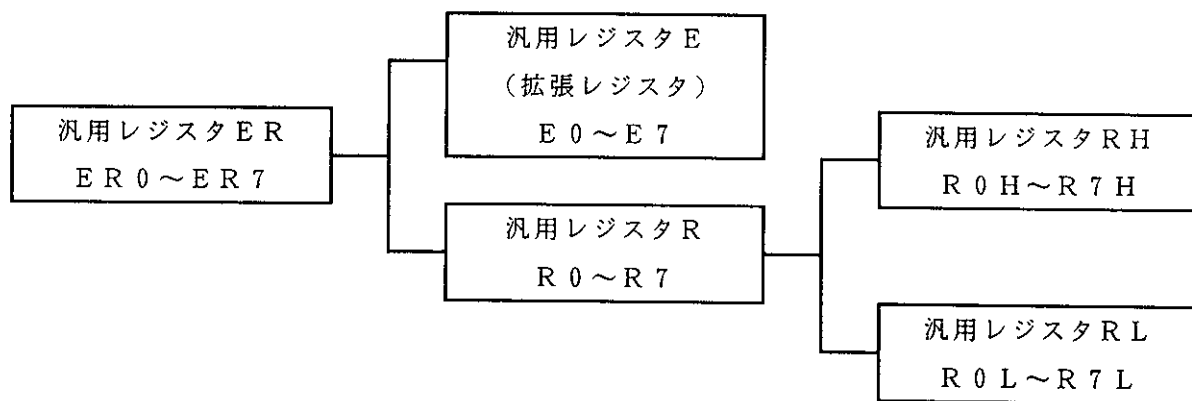 汎用レジスタER
ER0～ER7
汎用レジスタE
(拡張レジスタ)
E0～E7
汎用レジスタR
R0～R7
汎用レジスタRH
R0H～R7H
汎用レジスタRL
R0L～R7L